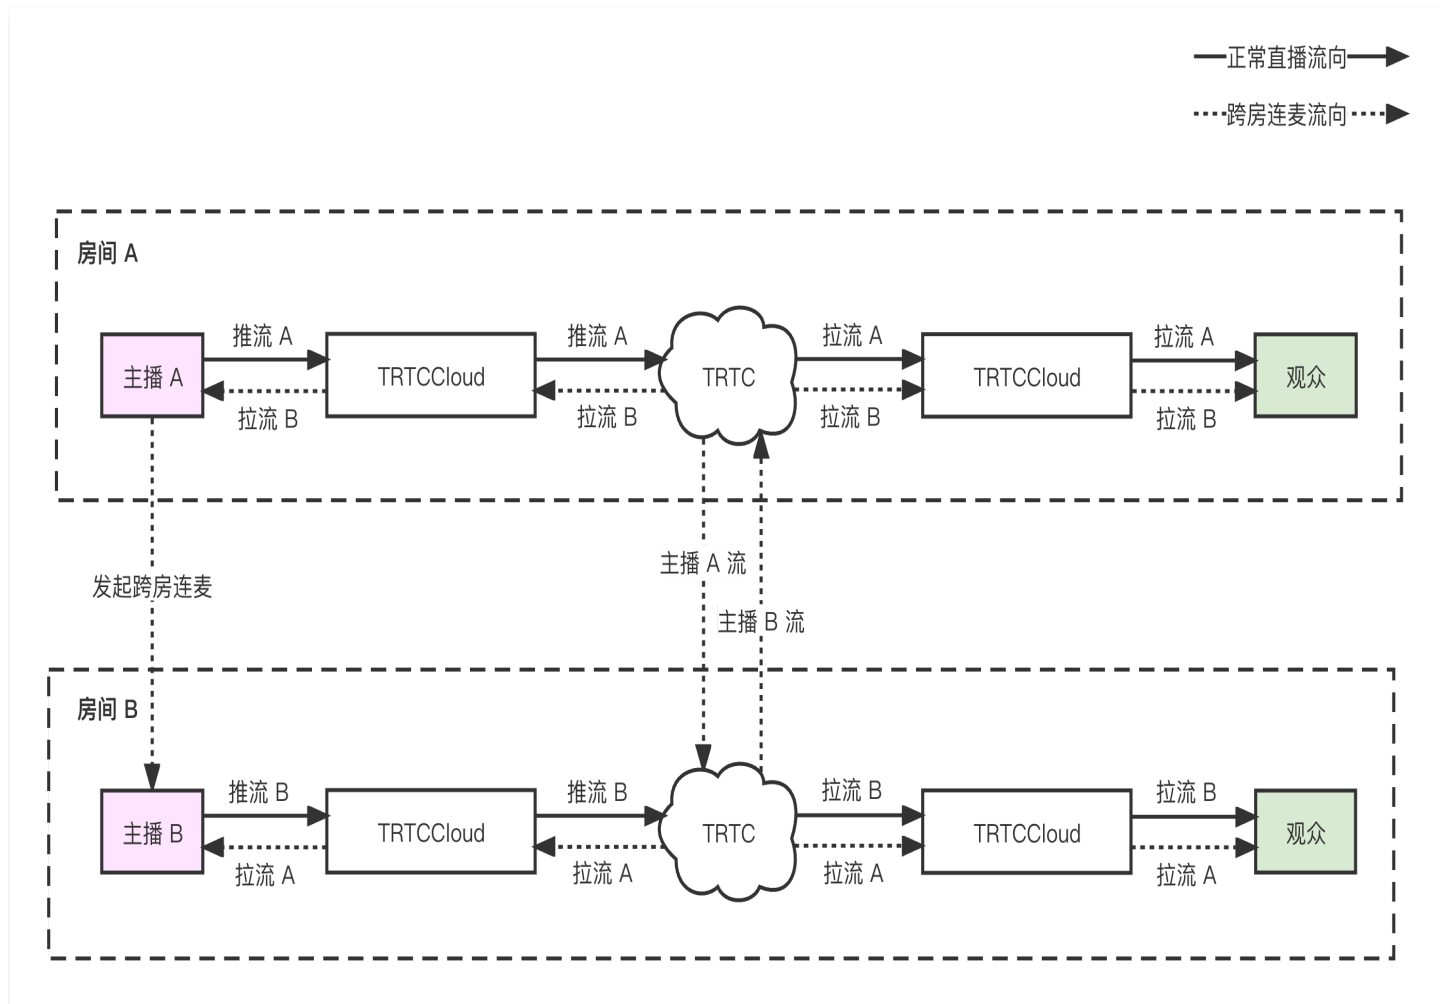 正常直播流向
跨房连麦流向
房间 A
推流 A
推流 A
拉流 A
拉流 A
主播 A
TRTCCloud
TRTC
TRTCCloud
观众
拉流 B
拉流 B
拉流 B
拉流 B
主播 A 流
发起跨房连麦
主播 B 流
房间 B
推流 B
推流 B
拉流 B
拉流 B
主播 B
TRTCCloud
TRTC
TRTCCloud
观众
拉流 A
拉流 A
拉流 A
拉流 A